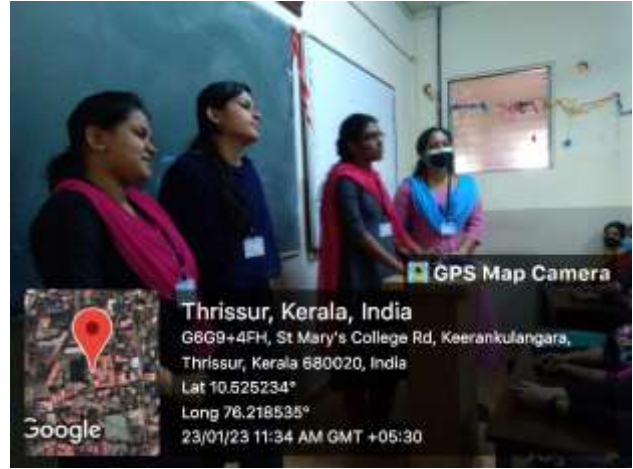 GPS Map Camera
Thrissur, Kerala, India
G6G9+4FH, St Mary's College Rd, Keerankulangara,
Thrissur, Kerala 680020, India
Lat 10.525234°
Long 76.218535°
23/01/23 11:34 AM GMT +05:30
Google